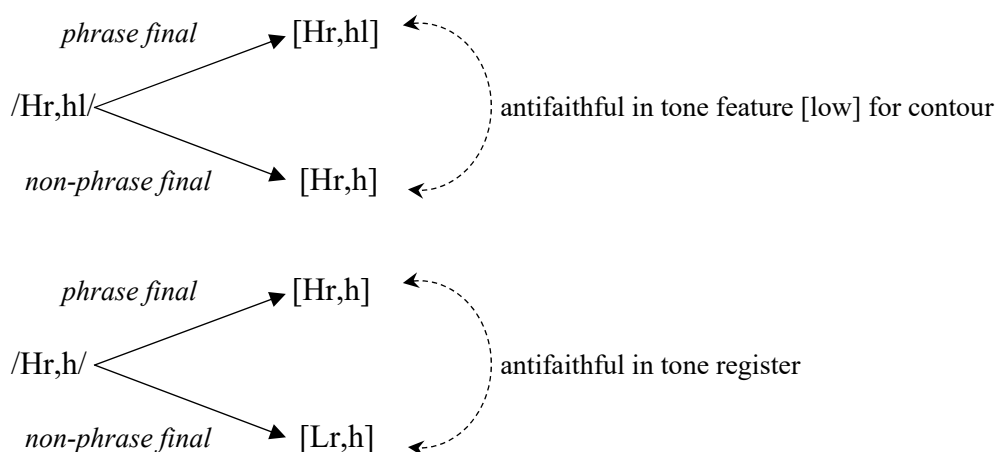 phrase final [Hr,hl]
/Hr,hl/ antifaithful in tone feature [low] for contour
non-phrase final [Hr,h]
phrase final [Hr,h]
/Hr,h/ antifaithful in tone register
non-phrase final [Lr,h]